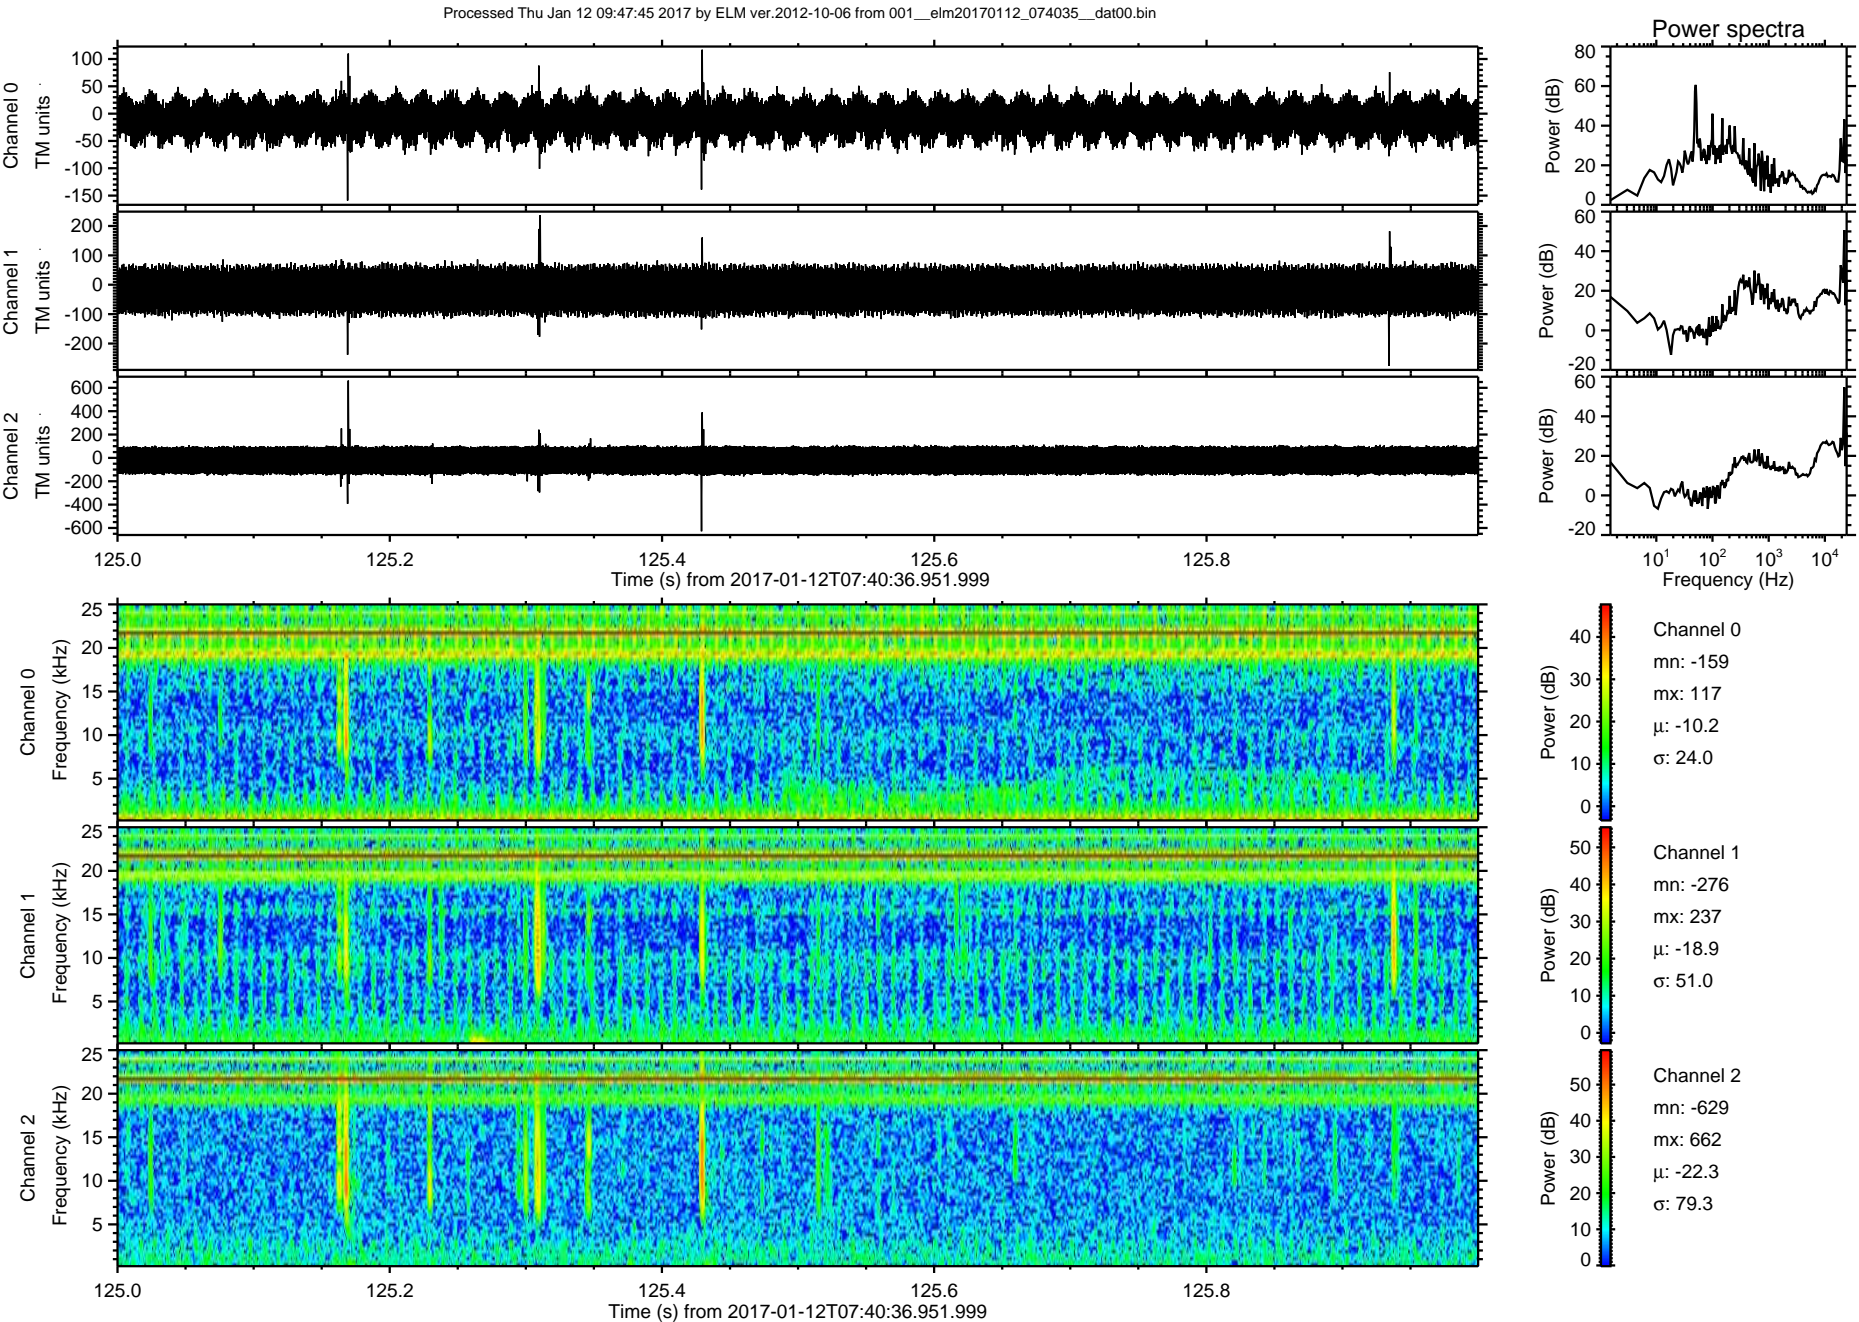 Processed Thu Jan 12 09:47:45 2017 by ELM ver.2012-10-06 from 001__elm20170112_074035__dat00.bin
Power spectra
Channel 0
TM units
100
50
0
-50
-100
-150
Power (dB)
80
60
40
20
0
Channel 1
TM units
200
100
0
-100
-200
Power (dB)
60
40
20
0
-20
Channel 2
TM units
600
400
200
0
-200
-400
-600
Power (dB)
60
40
20
0
-20
125.0 125.2 125.4 125.6 125.8
Time (s) from 2017-01-12T07:40:36.951.999
10¹ 10² 10³ 10⁴
Frequency (Hz)
Channel 0
Frequency (kHz)
25
20
15
10
5
Power (dB)
40
30
20
10
0
Channel 0
mn: -159
mx: 117
μ: -10.2
σ: 24.0
Channel 1
Frequency (kHz)
25
20
15
10
5
Power (dB)
50
40
30
20
10
0
Channel 1
mn: -276
mx: 237
μ: -18.9
σ: 51.0
Channel 2
Frequency (kHz)
25
20
15
10
5
Power (dB)
50
40
30
20
10
0
Channel 2
mn: -629
mx: 662
μ: -22.3
σ: 79.3
125.0 125.2 125.4 125.6 125.8
Time (s) from 2017-01-12T07:40:36.951.999